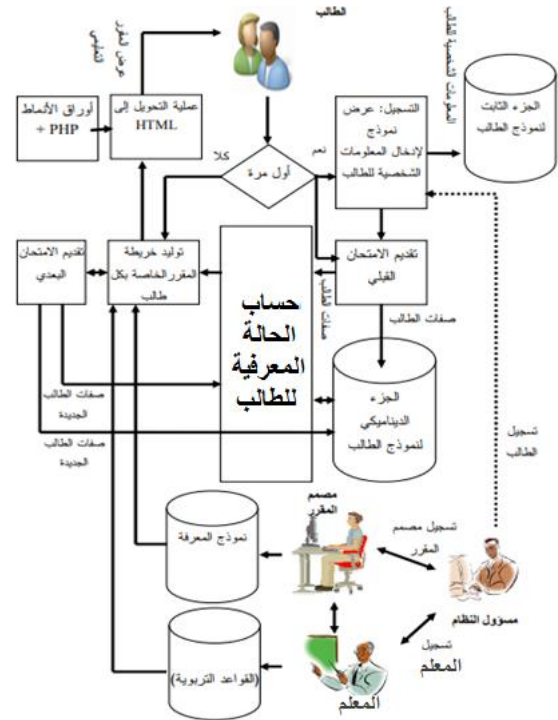 الطالب
عرض المقرر
التعليمي
المعلومات الشخصية للطالب
أوراق الأنماط
+ PHP
عملية التحويل إلى
HTML
التسجيل: عرض
نموذج
لإدخال المعلومات
الشخصية للطالب
الجزء الثابت
لنموذج الطالب
كلا
نعم
أول مرة
تقديم الامتحان
البعدي
توليد خريطة
المقرر الخاصة بكل
طالب
حساب
الحالة
المعرفية
للطالب
تقديم الامتحان
القبلي
صفات الطالب
صفات الطالب
الجزء
الديناميكي
لنموذج الطالب
صفات الطالب
الجديدة
صفات الطالب
الجديدة
تسجيل
الطالب
مصمم
المقرر
نموذج المعرفة
تسجيل مصمم
المقرر
مسؤول النظام
تسجيل
المعلم
(القواعد التربوية)
المعلم